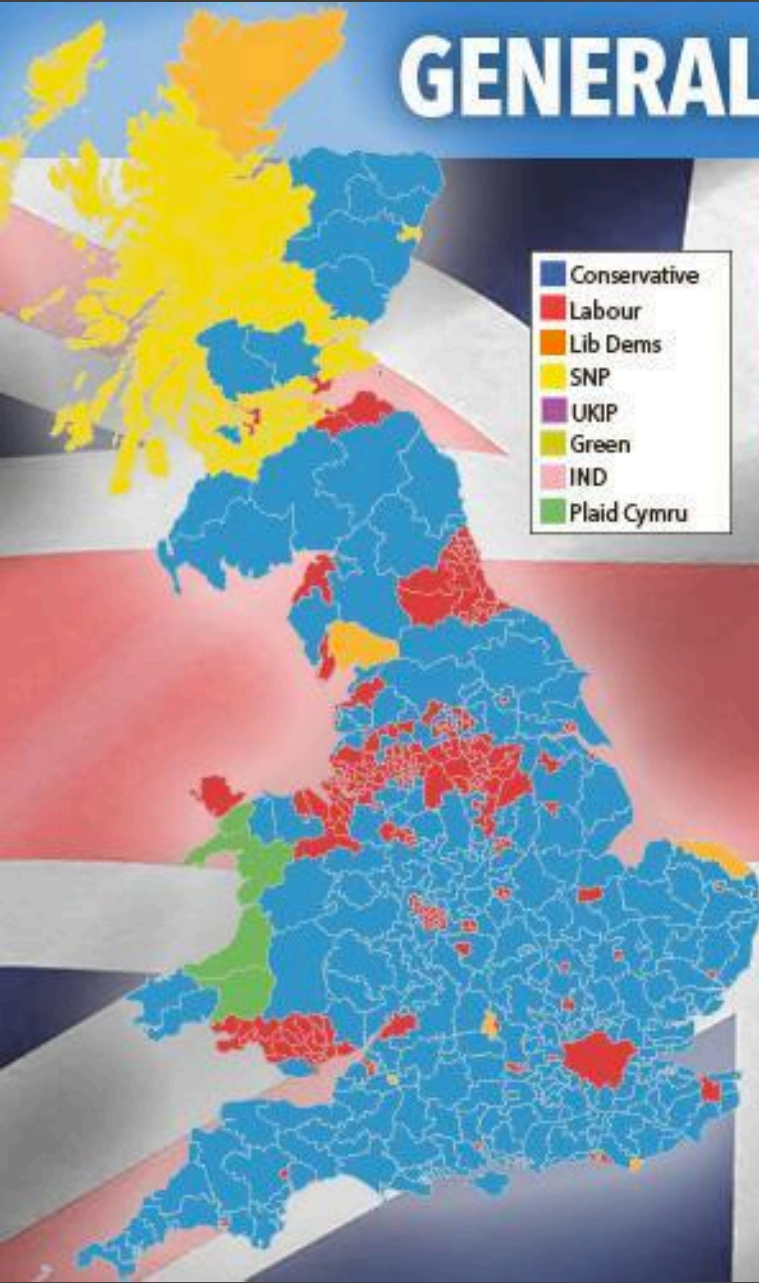 GENERAL
Conservative
Labour
Lib Dems
SNP
UKIP
Green
IND
Plaid Cymru